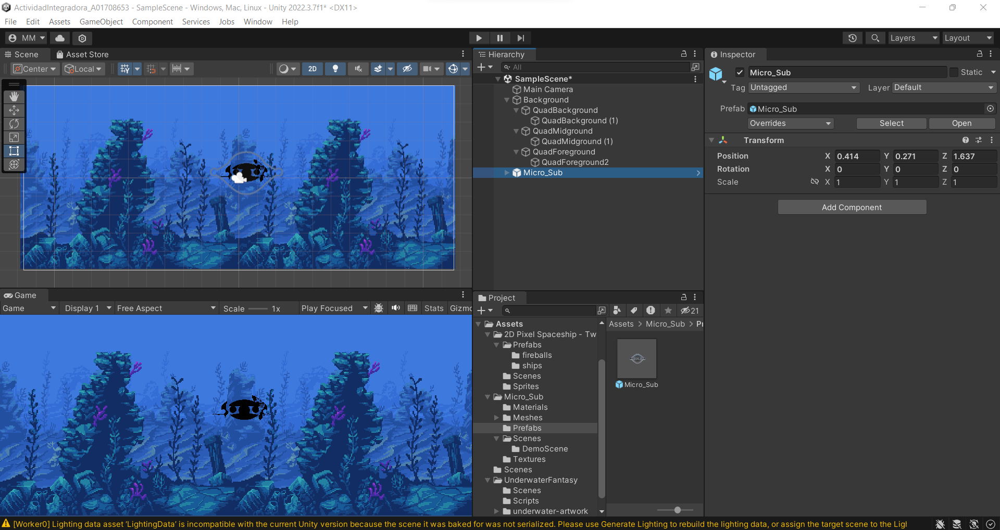 ActividadIntegradora_A01708653 - SampleScene - Windows, Mac, Linux - Unity 2022.3.7f1* <DX11>
File Edit Assets GameObject Component Services Jobs Window Help
MM
Layers Layout
Scene Asset Store
Center Local 2D
Hierarchy
All
SampleScene*
Main Camera
Background
QuadBackground
QuadBackground (1)
QuadMidground
QuadMidground (1)
QuadForeground
QuadForeground2
Micro_Sub
Inspector
Micro_Sub Static
Tag Untagged Layer Default
Prefab Micro_Sub
Overrides Select Open
Transform
Position X 0.414 Y 0.271 Z 1.637
Rotation X 0 Y 0 Z 0
Scale X 1 Y 1 Z 1
Add Component
Game
Game Display 1 Free Aspect Scale 1x Play Focused Stats Gizmo
Project
21
Assets
2D Pixel Spaceship - Tw
Prefabs
fireballs
ships
Scenes
Sprites
Micro_Sub
Materials
Meshes
Prefabs
Scenes
DemoScene
Textures
Scenes
UnderwaterFantasy
Scenes
Scripts
underwater-artwork
Assets > Micro_Sub > Pr
Micro_Sub
[Worker0] Lighting data asset ‘LightingData’ is incompatible with the current Unity version because the scene it was baked for was not serialized. Please use Generate Lighting to rebuild the lighting data, or assign the target scene to the Ligh